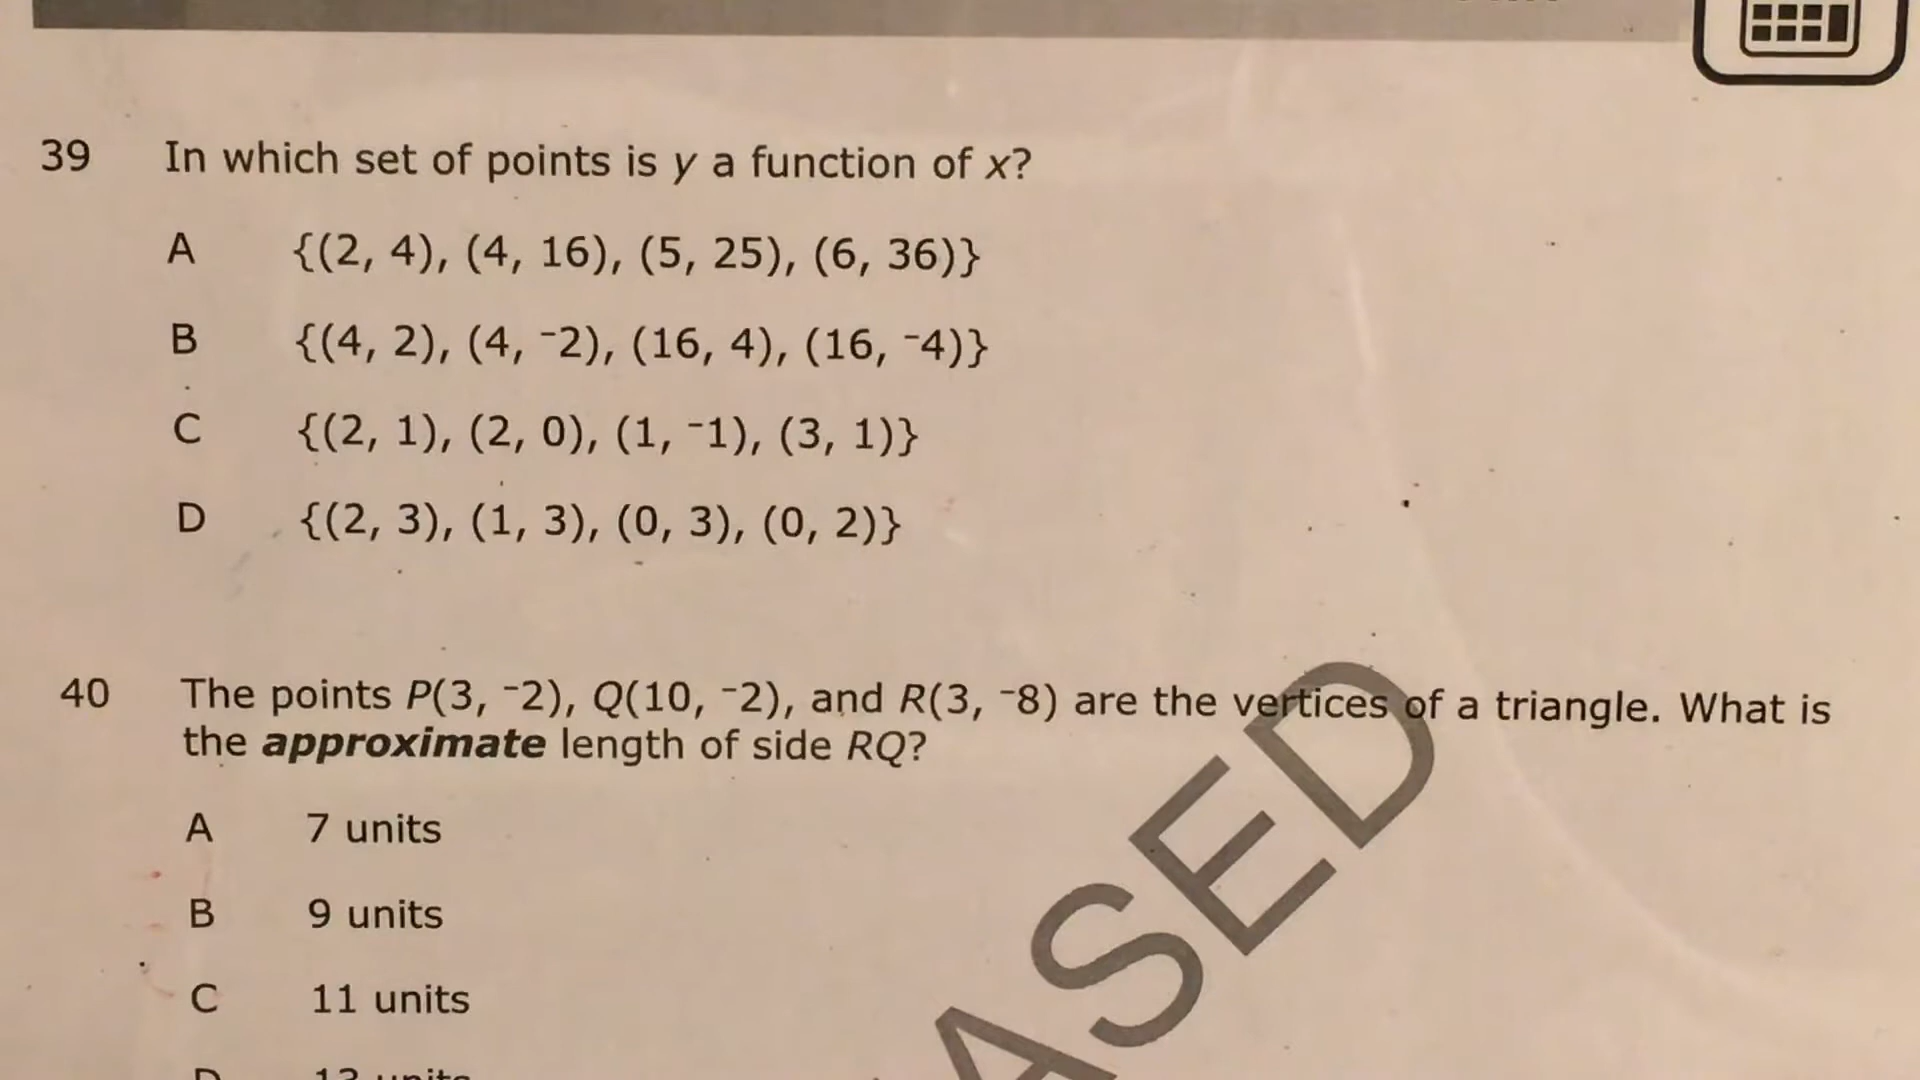 39 In which set of points is y a function of x?
A {(2, 4), (4, 16), (5, 25), (6, 36)}
B {(4, 2), (4, ⁻2), (16, 4), (16, ⁻4)}
C {(2, 1), (2, 0), (1, ⁻1), (3, 1)}
D {(2, 3), (1, 3), (0, 3), (0, 2)}
40 The points P(3, ⁻2), Q(10, ⁻2), and R(3, ⁻8) are the vertices of a triangle. What is
the approximate length of side RQ?
A 7 units
B 9 units
C 11 units
D units
ASED